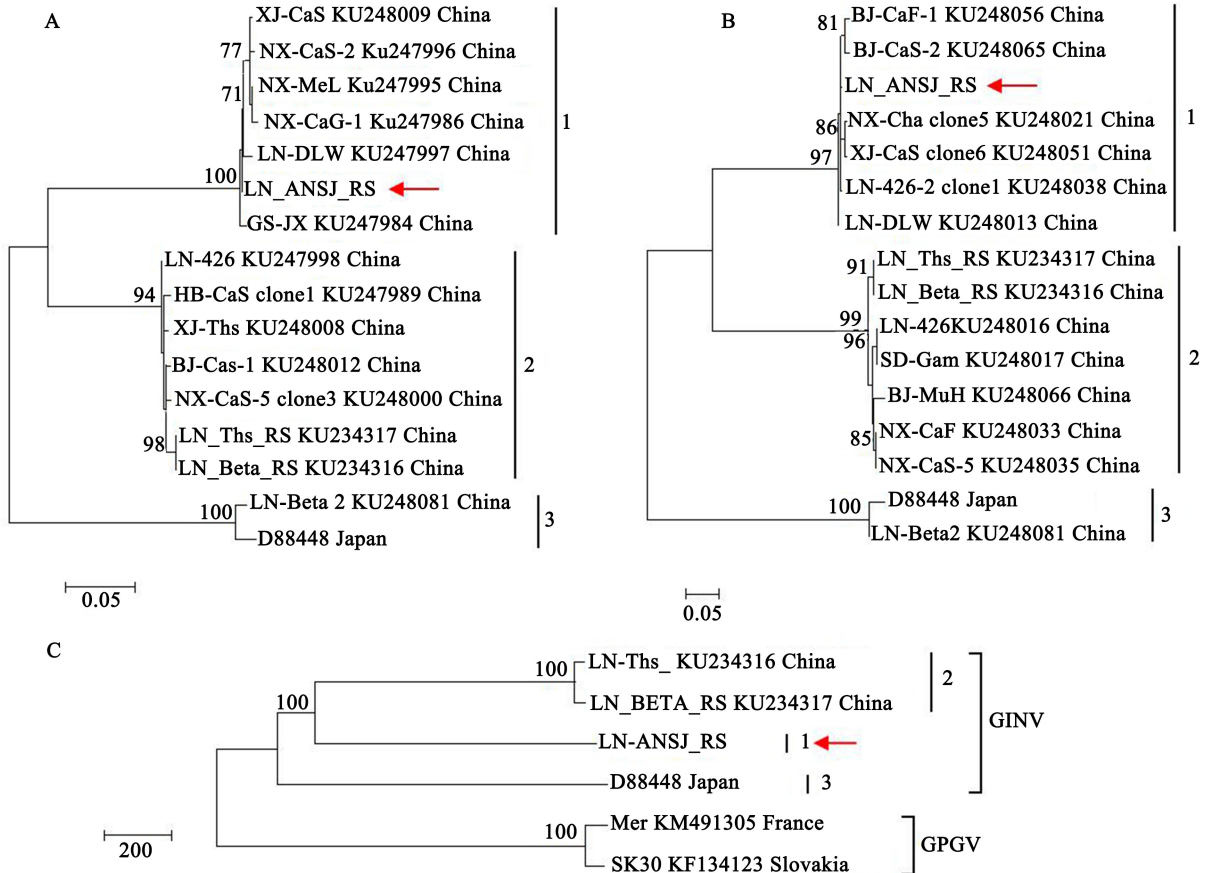 A
XJ-CaS KU248009 China
77
NX-CaS-2 Ku247996 China
NX-MeL Ku247995 China
71
NX-CaG-1 Ku247986 China
1
LN-DLW KU247997 China
100
LN_ANSJ_RS
GS-JX KU247984 China
LN-426 KU247998 China
94
HB-CaS clone1 KU247989 China
XJ-Ths KU248008 China
BJ-Cas-1 KU248012 China
2
NX-CaS-5 clone3 KU248000 China
LN_Ths_RS KU234317 China
98
LN_Beta_RS KU234316 China
LN-Beta 2 KU248081 China
100
3
D88448 Japan
0.05
B
BJ-CaF-1 KU248056 China
81
BJ-CaS-2 KU248065 China
LN_ANSJ_RS
NX-Cha clone5 KU248021 China
1
86
XJ-CaS clone6 KU248051 China
97
LN-426-2 clone1 KU248038 China
LN-DLW KU248013 China
LN_Ths_RS KU234317 China
91
LN_Beta_RS KU234316 China
99
LN-426KU248016 China
96
SD-Gam KU248017 China
2
BJ-MuH KU248066 China
NX-CaF KU248033 China
85
NX-CaS-5 KU248035 China
D88448 Japan
100
3
LN-Beta2 KU248081 China
0.05
C
LN-Ths_ KU234316 China
100
2
LN_BETA_RS KU234317 China
100
GINV
LN-ANSJ_RS
1
D88448 Japan
3
Mer KM491305 France
100
GPGV
SK30 KF134123 Slovakia
200